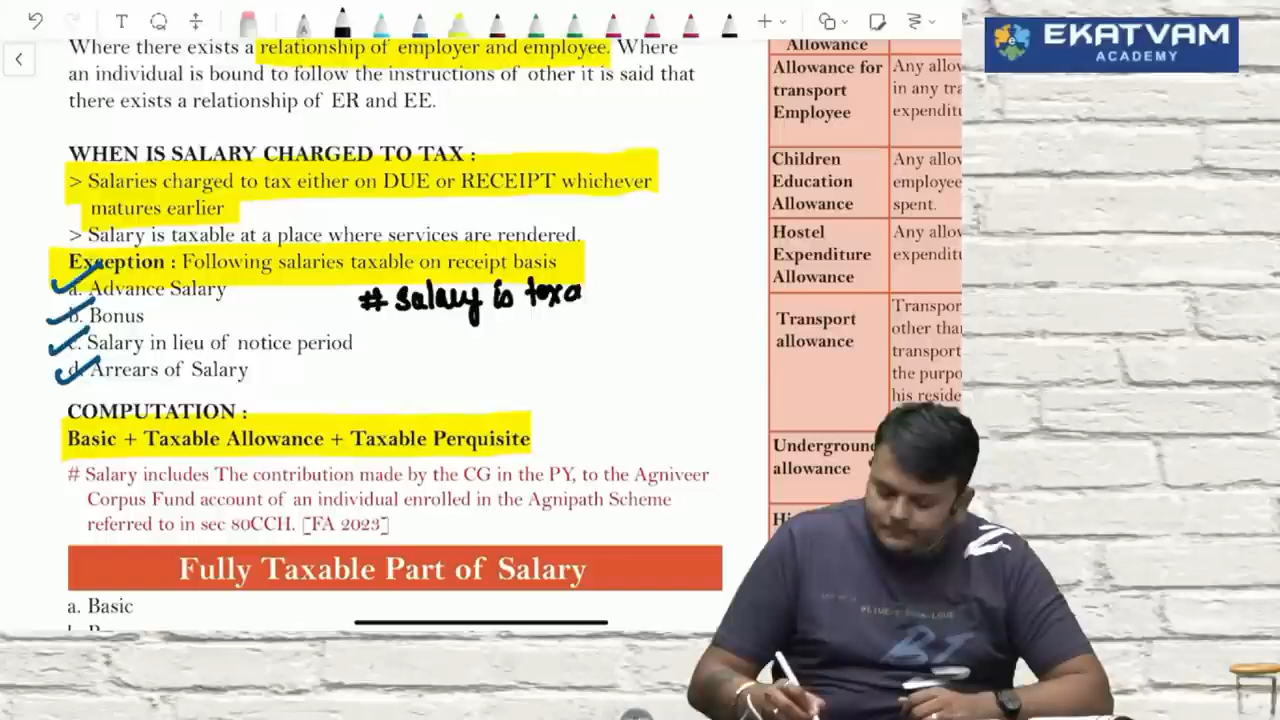 Where there exists a relationship of employer and employee. Where
an individual is bound to follow the instructions of other it is said that
there exists a relationship of ER and EE.
WHEN IS SALARY CHARGED TO TAX :
> Salaries charged to tax either on DUE or RECEIPT whichever
matures earlier
> Salary is taxable at a place where services are rendered.
Exception : Following salaries taxable on receipt basis
a. Advance Salary
# Salary is taxa
b. Bonus
c. Salary in lieu of notice period
d. Arrears of Salary
COMPUTATION :
Basic + Taxable Allowance + Taxable Perquisite
# Salary includes The contribution made by the CG in the PY, to the Agniveer
Corpus Fund account of an individual enrolled in the Agnipath Scheme
referred to in sec 80CCH. [FA 2023]
Fully Taxable Part of Salary
a. Basic
Allowance
Allowance for
transport
Employee
Any allov
in any tra
expenditu
Children
Education
Allowance
Any allov
employee
spent.
Hostel
Expenditure
Allowance
Any allov
expenditu
Transport
allowance
Transpor
other tha
transport
the purpo
his reside
Underground
allowance
EKATVAM
ACADEMY